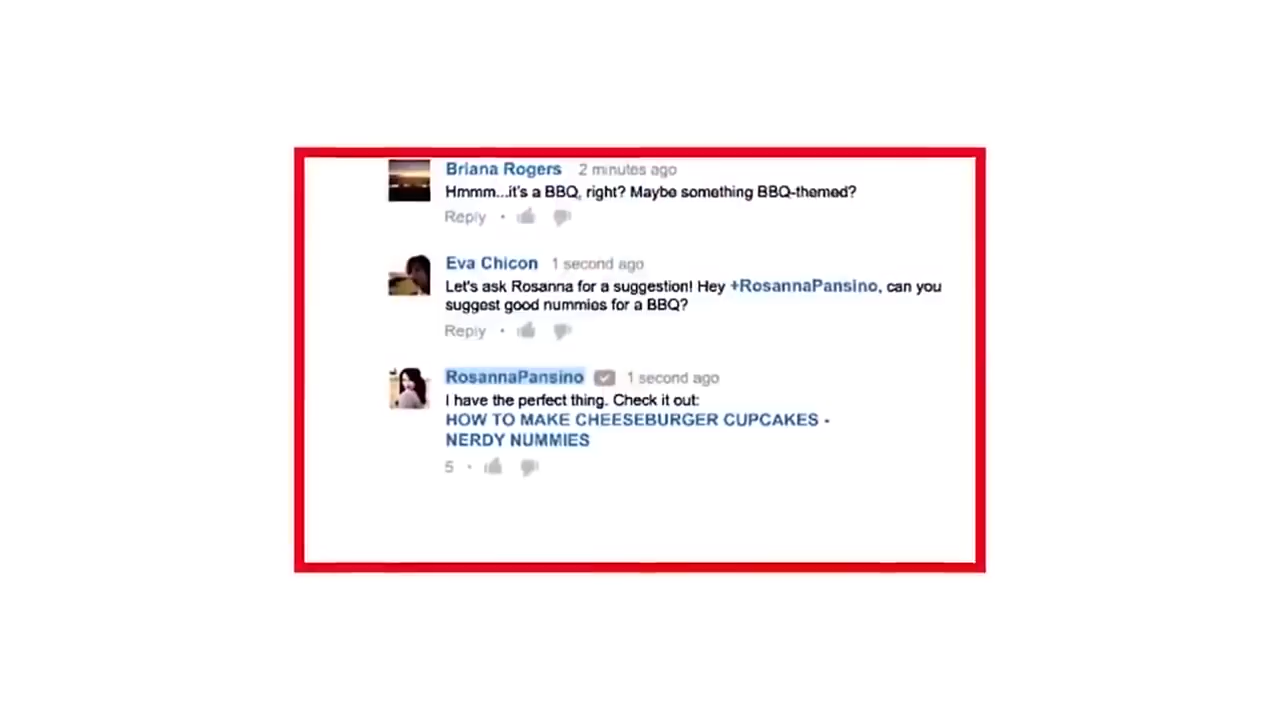 Briana Rogers 2 minutes ago
Hmmm...it's a BBQ, right? Maybe something BBQ-themed?
Reply •
Eva Chicon 1 second ago
Let's ask Rosanna for a suggestion! Hey +RosannaPansino, can you
suggest good nummies for a BBQ?
Reply •
RosannaPansino 1 second ago
I have the perfect thing. Check it out:
HOW TO MAKE CHEESEBURGER CUPCAKES -
NERDY NUMMIES
5 •